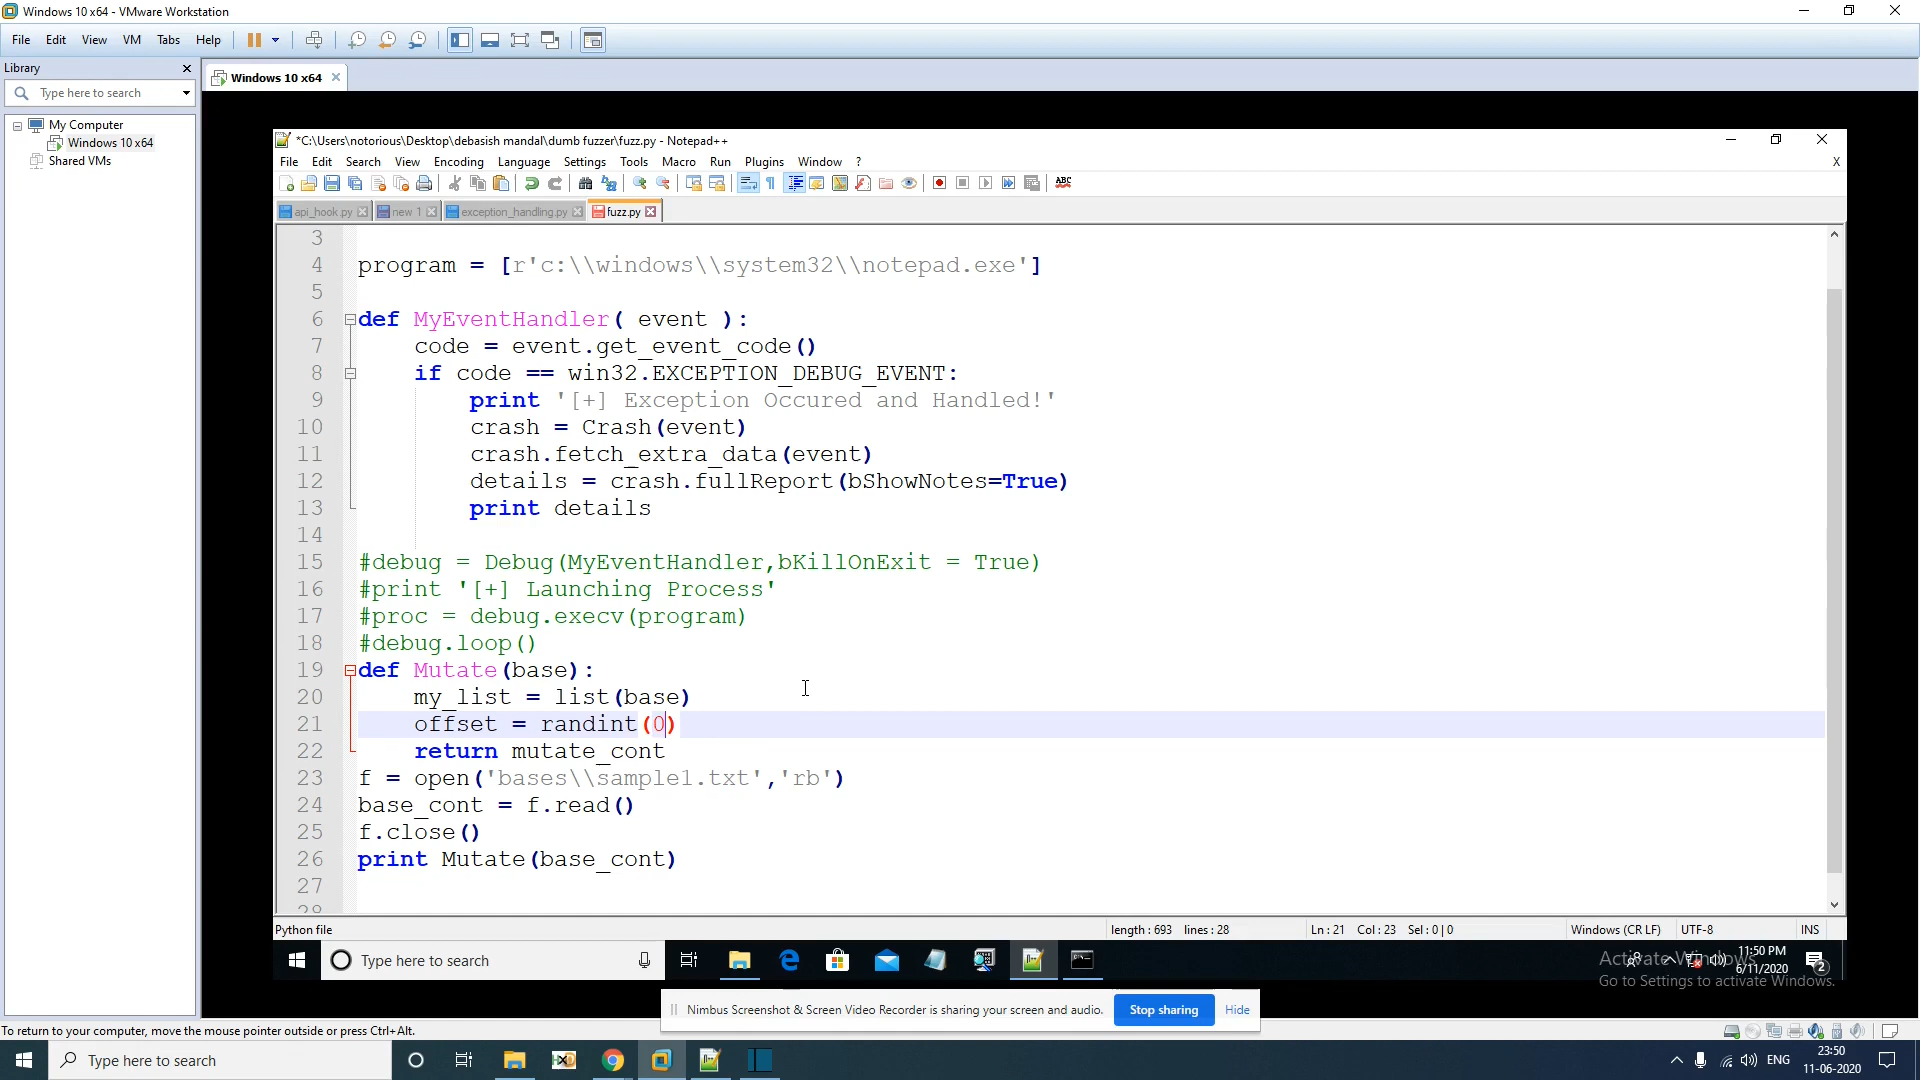 Windows 10 x64 - VMware Workstation
File Edit View VM Tabs Help
Library
Type here to search
My Computer
Windows 10 x64
Shared VMs
Windows 10 x64
*C:\Users\notorious\Desktop\debasish mandal\dumb fuzzer\fuzz.py - Notepad++
File Edit Search View Encoding Language Settings Tools Macro Run Plugins Window ? X
api_hook.py new 1 exception_handling.py fuzz.py
3
4 program = [r'c:\\windows\\system32\\notepad.exe']
5
6 def MyEventHandler( event ):
7 code = event.get_event_code()
8 if code == win32.EXCEPTION_DEBUG_EVENT:
9 print '[+] Exception Occured and Handled!'
10 crash = Crash(event)
11 crash.fetch_extra_data(event)
12 details = crash.fullReport(bShowNotes=True)
13 print details
14
15 #debug = Debug(MyEventHandler,bKillOnExit = True)
16 #print '[+] Launching Process'
17 #proc = debug.execv(program)
18 #debug.loop()
19 def Mutate(base):
20 my_list = list(base)
21 offset = randint(0)
22 return mutate_cont
23 f = open('bases\\sample1.txt','rb')
24 base_cont = f.read()
25 f.close()
26 print Mutate(base_cont)
27
28
Python file length : 693 lines : 28 Ln : 21 Col : 23 Sel : 0 | 0 Windows (CR LF) UTF-8 INS
Type here to search
11:50 PM
6/11/2020
2
Activate Windows
Go to Settings to activate Windows.
Nimbus Screenshot & Screen Video Recorder is sharing your screen and audio. Stop sharing Hide
To return to your computer, move the mouse pointer outside or press Ctrl+Alt.
Type here to search
ENG
23:50
11-06-2020